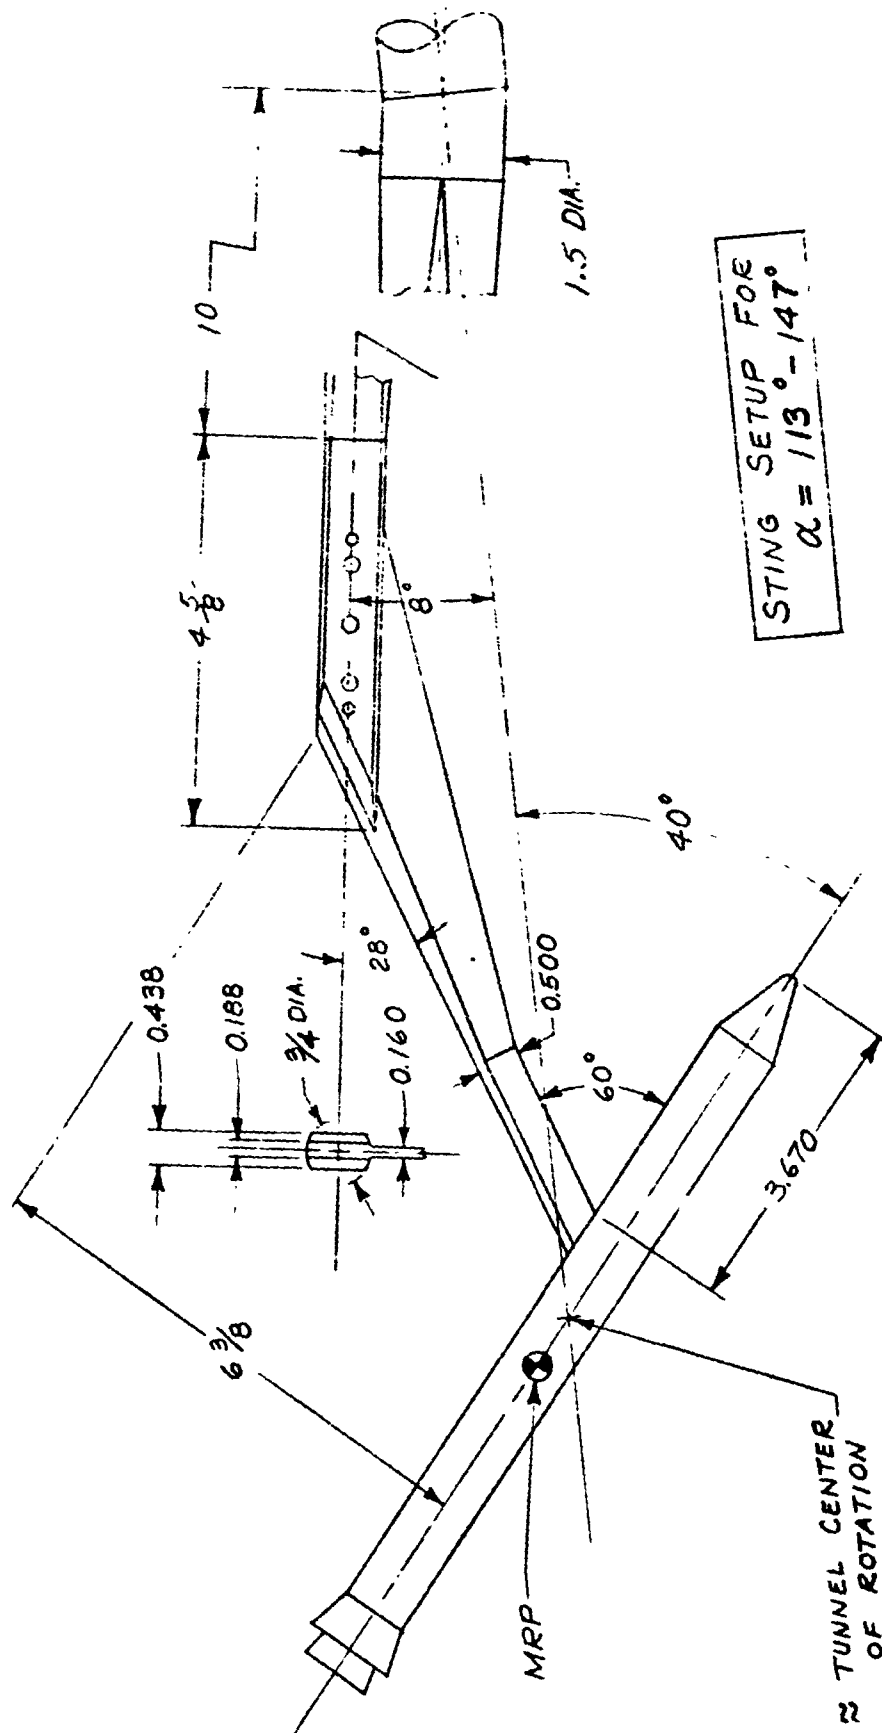 10
4 5/8
1.5 DIA.
8°
STING SETUP FOR
α = 113° - 147°
40°
28°
0.438
0.188
3/4 DIA.
0.160
0.500
60°
3.670
6 3/8
MRP
≈ TUNNEL CENTER
OF ROTATION